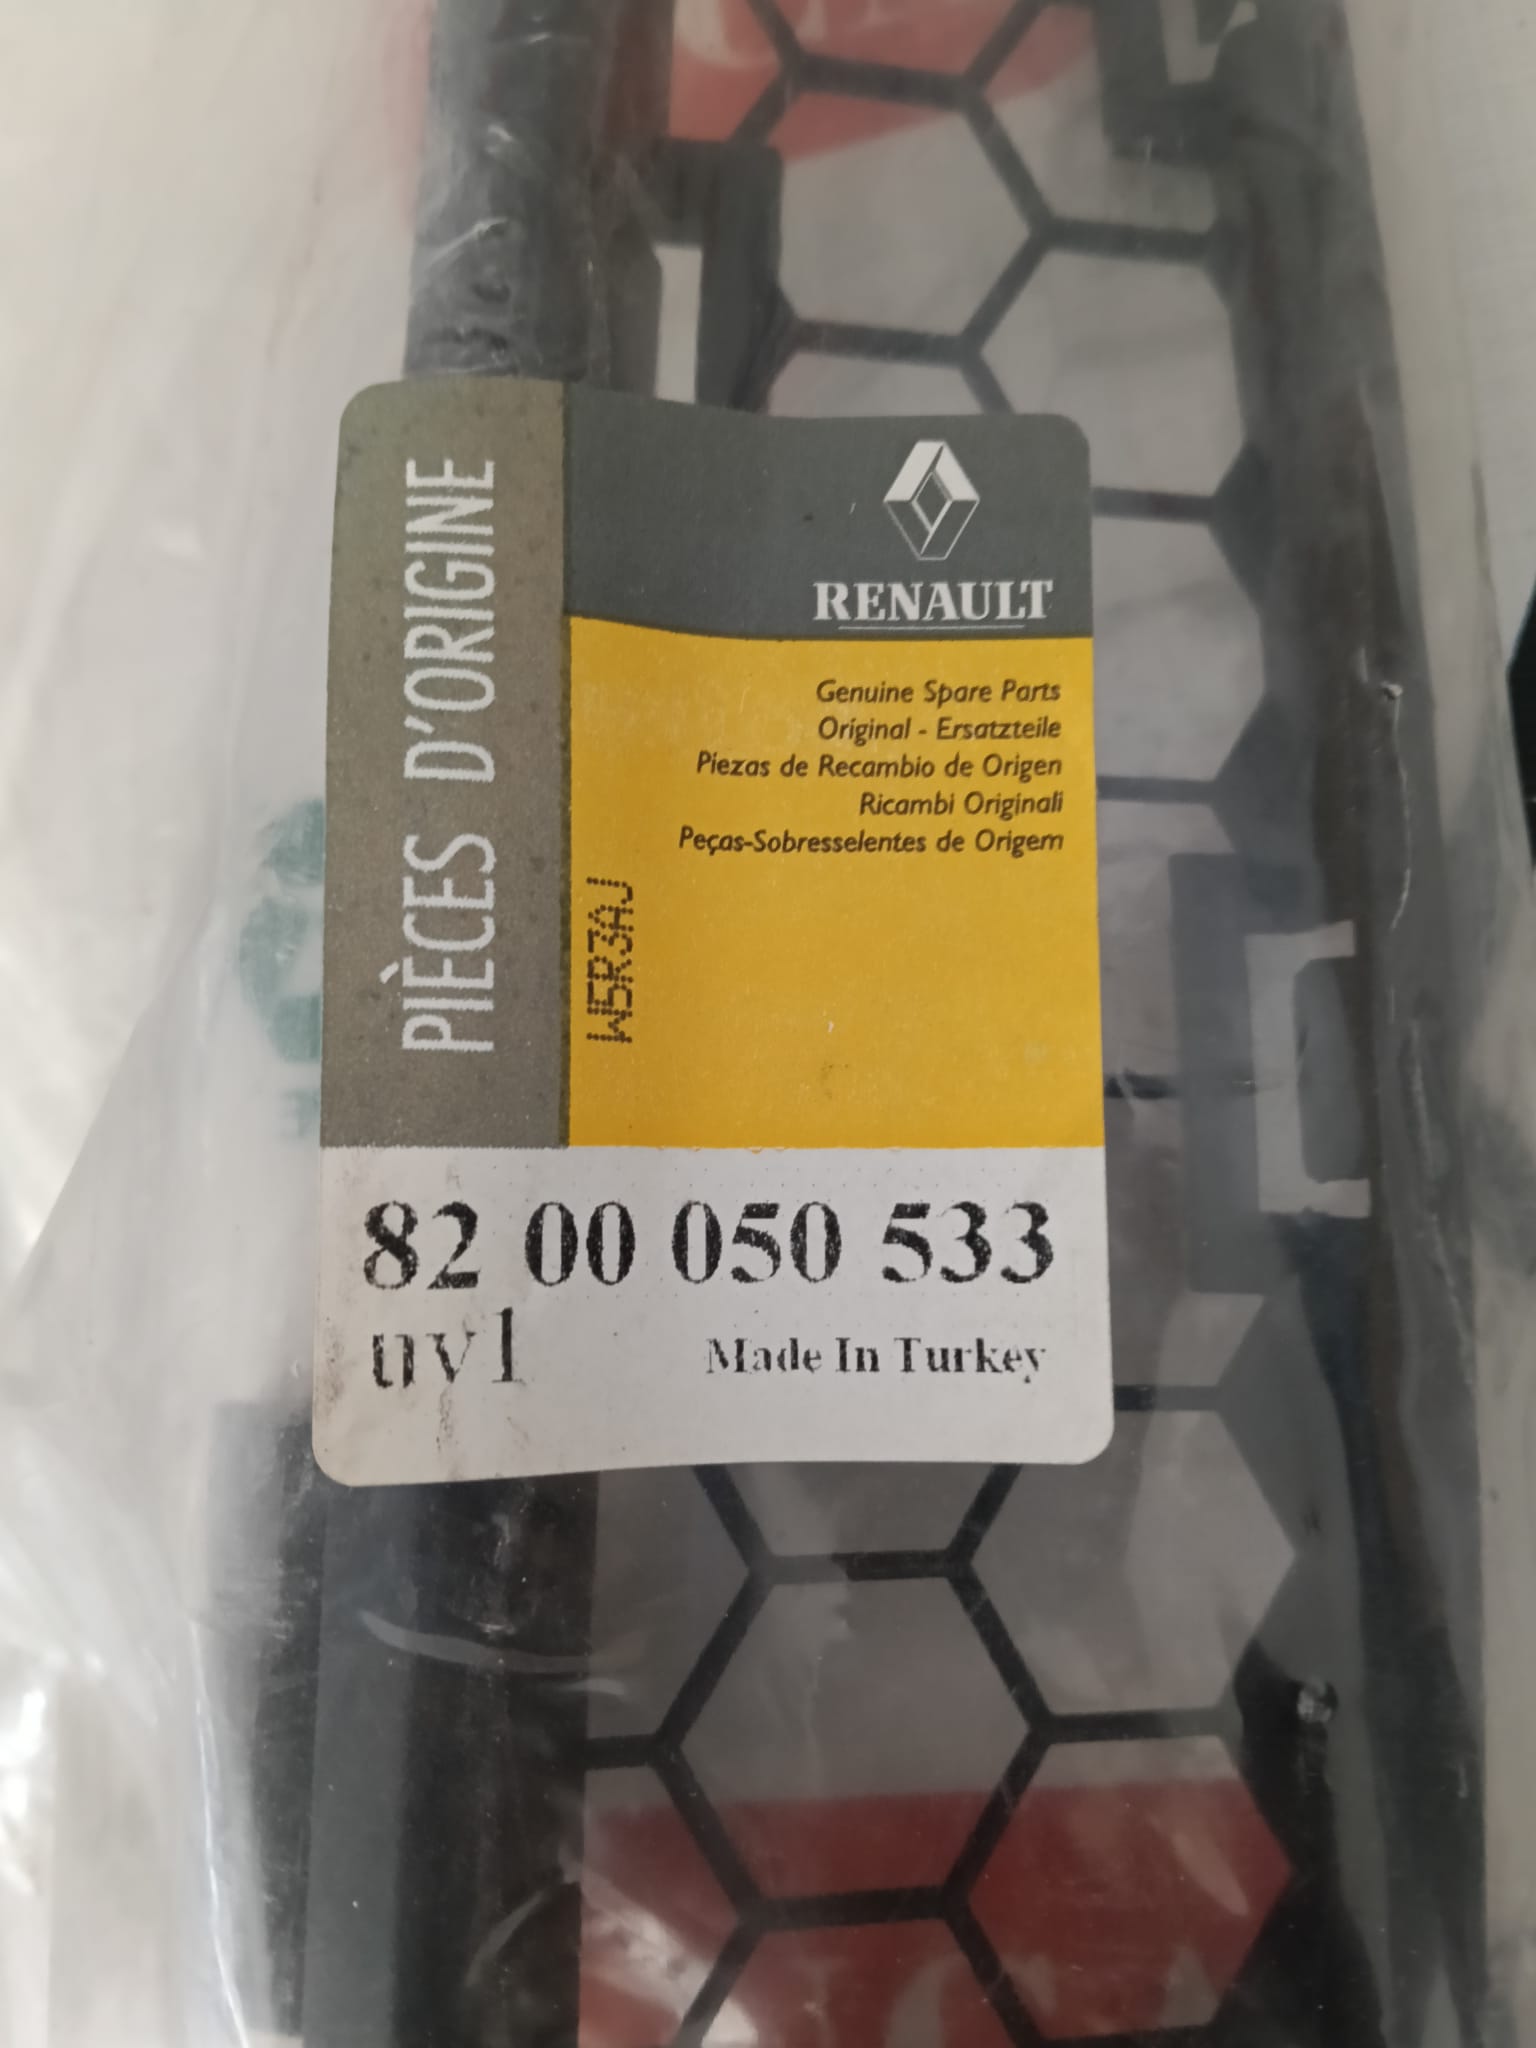 PIÈCES D'ORIGINE
RENAULT
Genuine Spare Parts
Original - Ersatzteile
Piezas de Recambio de Origen
Ricambi Originali
Peças-Sobresselentes de Origem
W5R3AJ
82 00 050 533
uv1
Made In Turkey